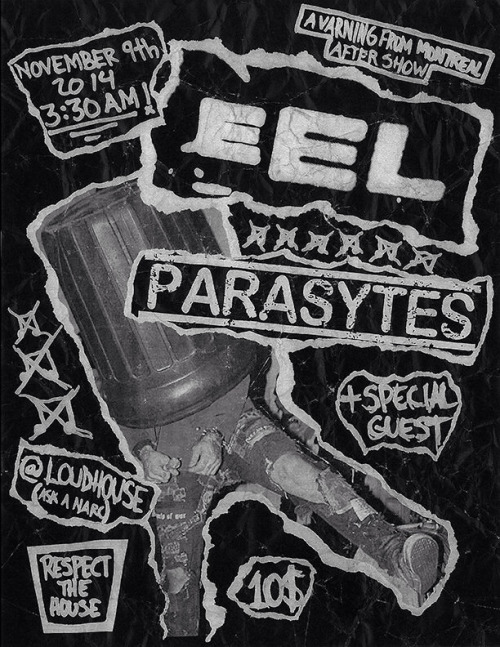 A VARNING FROM MONTREAL
AFTER SHOW
NOVEMBER 9th
2014
3:30 AM!
EEL
PARASYTES
+ SPECIAL
GUEST
@ LOUDHOUSE
(ASK A NARC)
RESPECT
THE
HOUSE
10$